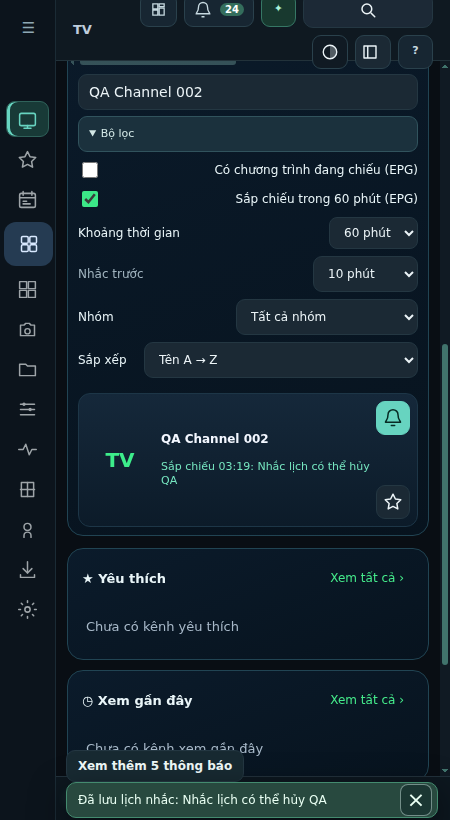 24
TV
?
QA Channel 002
▼ Bộ lọc
Có chương trình đang chiếu (EPG)
Sắp chiếu trong 60 phút (EPG)
Khoảng thời gian
60 phút
Nhắc trước
10 phút
Nhóm
Tất cả nhóm
Sắp xếp
Tên A → Z
TV
QA Channel 002
Sắp chiếu 03:19: Nhắc lịch có thể hủy
QA
★ Yêu thích
Xem tất cả ›
Chưa có kênh yêu thích
◷ Xem gần đây
Xem tất cả ›
Chưa có kênh xem gần đây
Xem thêm 5 thông báo
Đã lưu lịch nhắc: Nhắc lịch có thể hủy QA